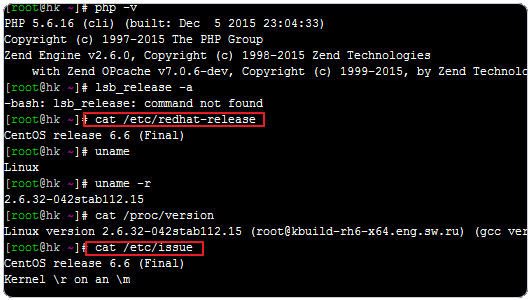 [root@hk ~]# php -v
PHP 5.6.16 (cli) (built: Dec  5 2015 23:04:33)
Copyright (c) 1997-2015 The PHP Group
Zend Engine v2.6.0, Copyright (c) 1998-2015 Zend Technologies
    with Zend OPcache v7.0.6-dev, Copyright (c) 1999-2015, by Zend Technolo
[root@hk ~]# lsb_release -a
-bash: lsb_release: command not found
[root@hk ~]# cat /etc/redhat-release
CentOS release 6.6 (Final)
[root@hk ~]# uname
Linux
[root@hk ~]# uname -r
2.6.32-042stab112.15
[root@hk ~]# cat /proc/version
Linux version 2.6.32-042stab112.15 (root@kbuild-rh6-x64.eng.sw.ru) (gcc ver
[root@hk ~]# cat /etc/issue
CentOS release 6.6 (Final)
Kernel \r on an \m